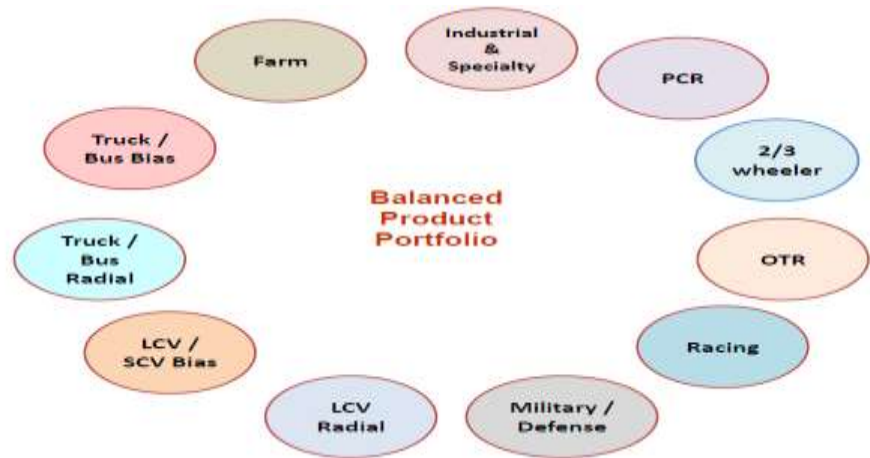 Industrial
&
Specialty
Farm
PCR
Truck /
Bus Bias
2/3
wheeler
Balanced
Product
Portfolio
Truck /
Bus
Radial
OTR
LCV /
SCV Bias
Racing
LCV
Radial
Military /
Defense